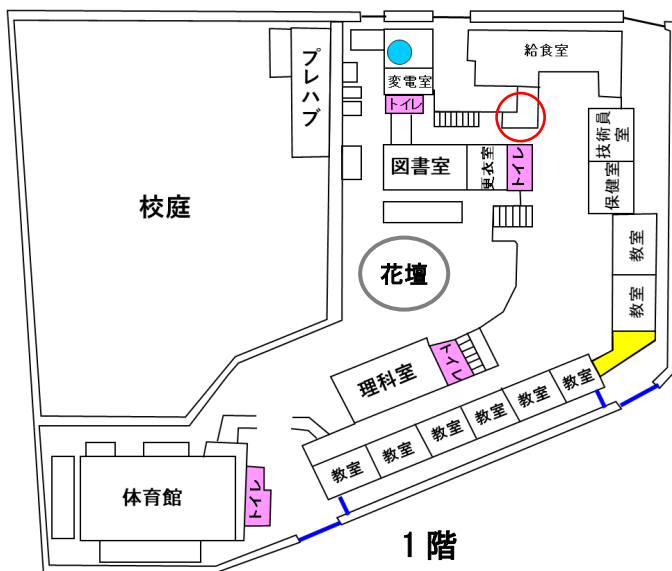 給食室
プレハブ
変電室
トイレ
技術員
室
図書室
更衣室
トイレ
保健室
校庭
教室
花壇
教室
トイレ
理科室
教室
教室
教室
教室
教室
教室
体育館
トイレ
1階